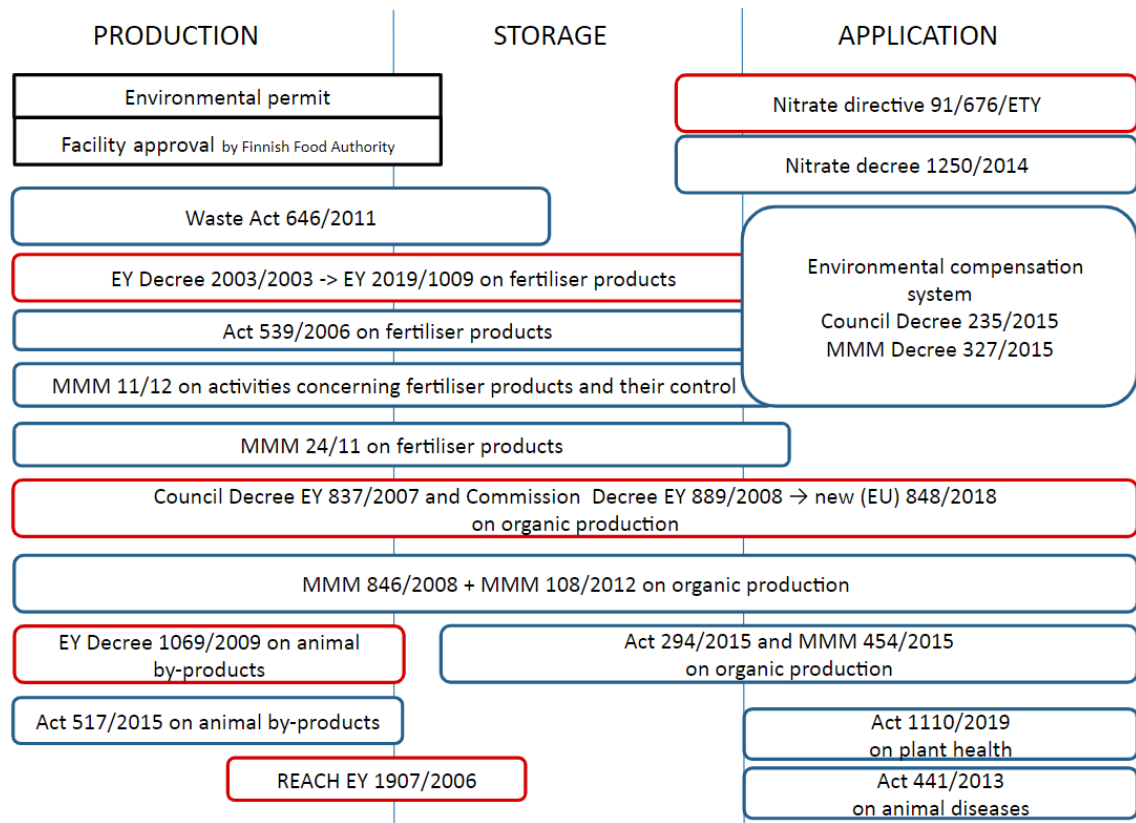 PRODUCTION
STORAGE
APPLICATION
Environmental permit
Facility approval by Finnish Food Authority
Nitrate directive 91/676/ETY
Nitrate decree 1250/2014
Waste Act 646/2011
EY Decree 2003/2003 -> EY 2019/1009 on fertiliser products
Act 539/2006 on fertiliser products
MMM 11/12 on activities concerning fertiliser products and their control
Environmental compensation
system
Council Decree 235/2015
MMM Decree 327/2015
MMM 24/11 on fertiliser products
Council Decree EY 837/2007 and Commission Decree EY 889/2008 → new (EU) 848/2018
on organic production
MMM 846/2008 + MMM 108/2012 on organic production
EY Decree 1069/2009 on animal
by-products
Act 294/2015 and MMM 454/2015
on organic production
Act 517/2015 on animal by-products
Act 1110/2019
on plant health
REACH EY 1907/2006
Act 441/2013
on animal diseases